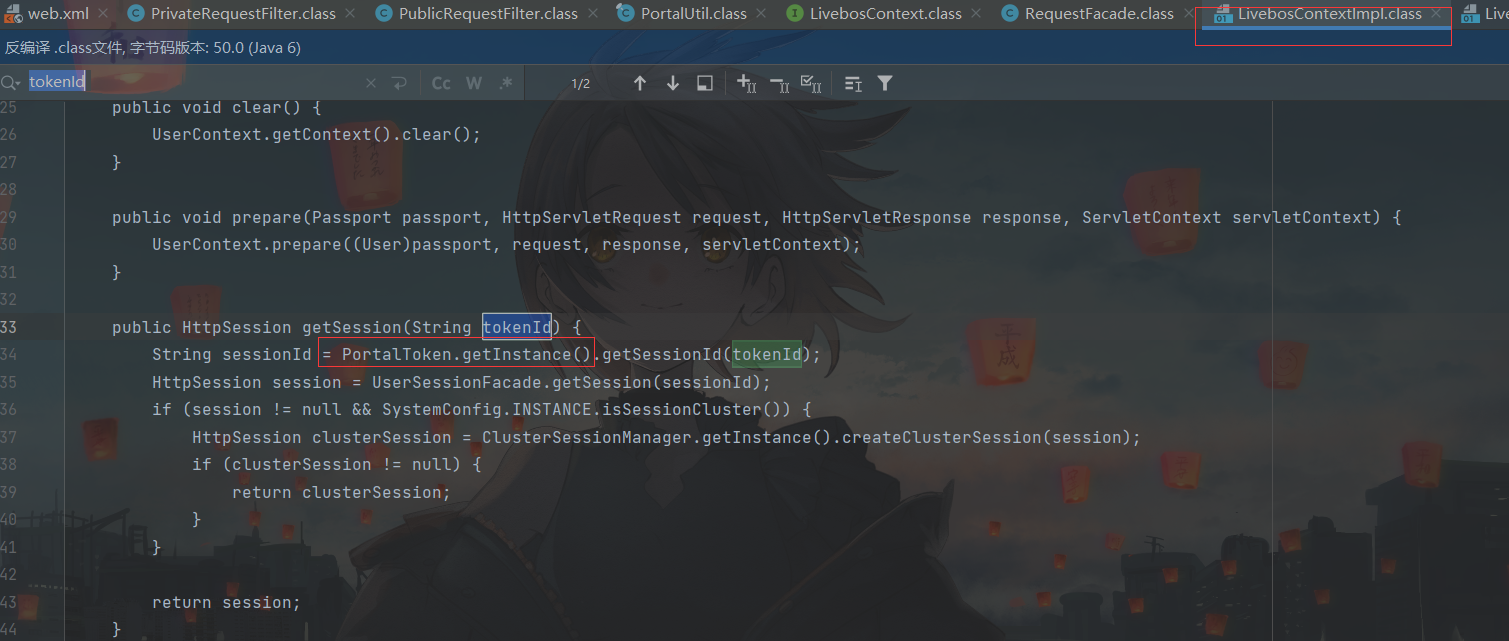 web.xml PrivateRequestFilter.class PublicRequestFilter.class PortalUtil.class LivebosContext.class RequestFacade.class LivebosContextImpl.class Live
反编译 .class文件, 字节码版本: 50.0 (Java 6)
tokenId Cc W .* 1/2
25 public void clear() {
26 UserContext.getContext().clear();
27 }
28
29 public void prepare(Passport passport, HttpServletRequest request, HttpServletResponse response, ServletContext servletContext) {
30 UserContext.prepare((User)passport, request, response, servletContext);
31 }
32
33 public HttpSession getSession(String tokenId) {
34 String sessionId = PortalToken.getInstance().getSessionId(tokenId);
35 HttpSession session = UserSessionFacade.getSession(sessionId);
36 if (session != null && SystemConfig.INSTANCE.isSessionCluster()) {
37 HttpSession clusterSession = ClusterSessionManager.getInstance().createClusterSession(session);
38 if (clusterSession != null) {
39 return clusterSession;
40 }
41 }
42
43 return session;
44 }